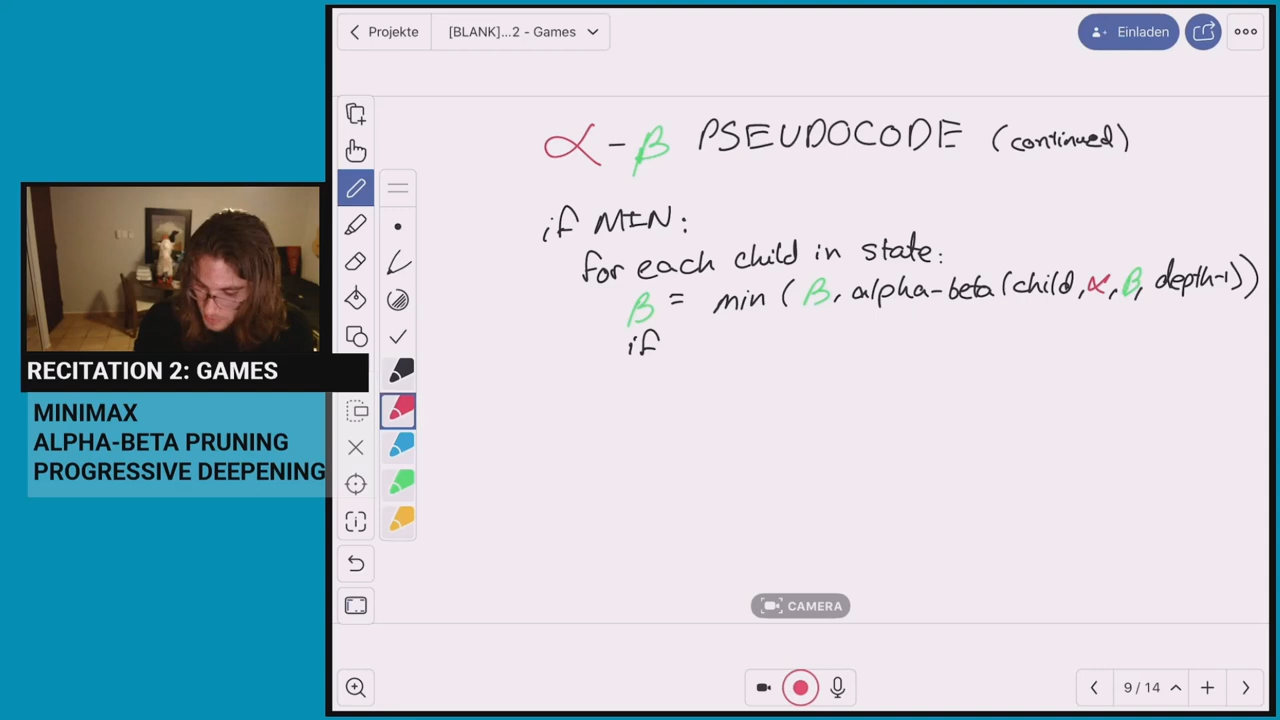 Projekte
[BLANK]...2 - Games
Einladen
α-β PSEUDOCODE (continued)
if MIN:
for each child in state:
β = min (β, alpha-beta(child, α, β, depth-1))
if
RECITATION 2: GAMES
MINIMAX
ALPHA-BETA PRUNING
PROGRESSIVE DEEPENING
CAMERA
9 / 14